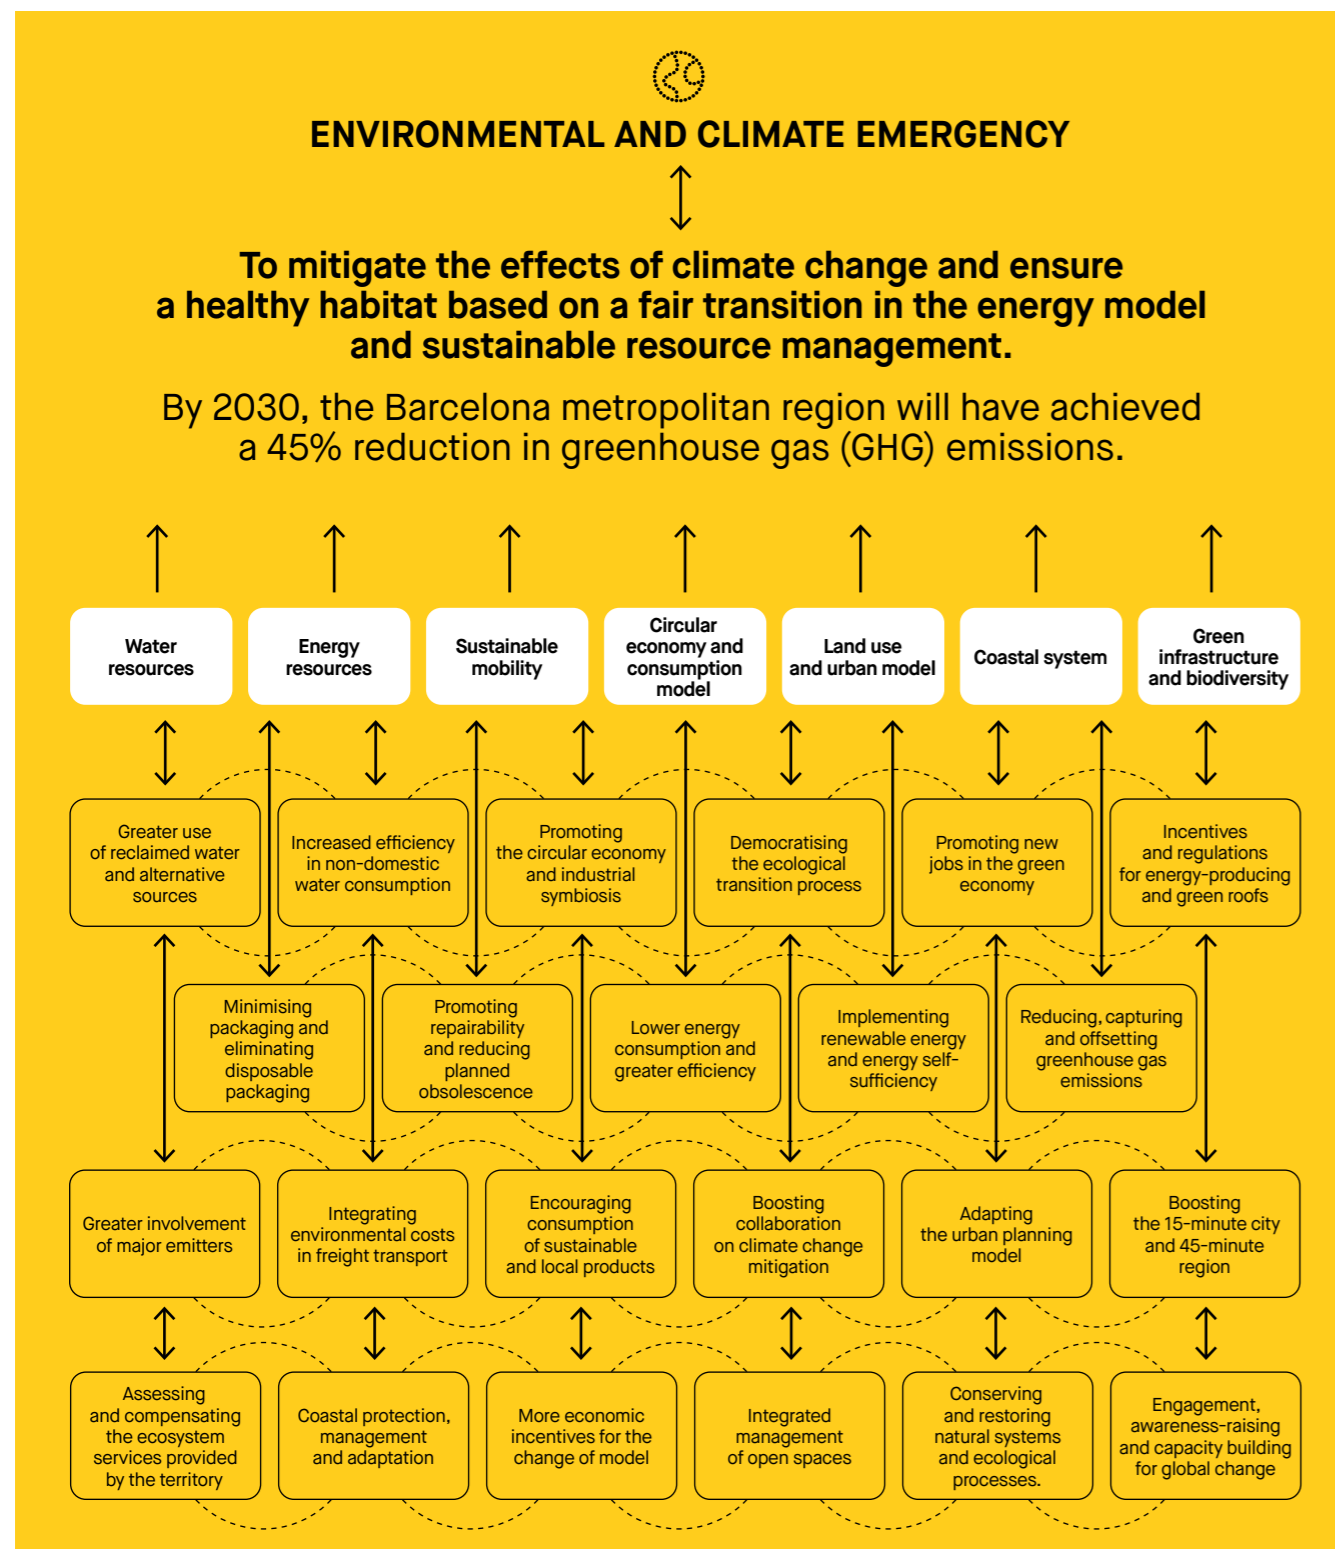 ENVIRONMENTAL AND CLIMATE EMERGENCY
To mitigate the effects of climate change and ensure
a healthy habitat based on a fair transition in the energy model
and sustainable resource management.
By 2030, the Barcelona metropolitan region will have achieved
a 45% reduction in greenhouse gas (GHG) emissions.
Water
resources
Energy
resources
Sustainable
mobility
Circular
economy and
consumption
model
Land use
and urban model
Coastal system
Green
infrastructure
and biodiversity
Greater use
of reclaimed water
and alternative
sources
Increased efficiency
in non-domestic
water consumption
Promoting
the circular economy
and industrial
symbiosis
Democratising
the ecological
transition process
Promoting new
jobs in the green
economy
Incentives
and regulations
for energy-producing
and green roofs
Minimising
packaging and
eliminating
disposable
packaging
Promoting
repairability
and reducing
planned
obsolescence
Lower energy
consumption and
greater efficiency
Implementing
renewable energy
and energy self-
sufficiency
Reducing, capturing
and offsetting
greenhouse gas
emissions
Greater involvement
of major emitters
Integrating
environmental costs
in freight transport
Encouraging
consumption
of sustainable
and local products
Boosting
collaboration
on climate change
mitigation
Adapting
the urban planning
model
Boosting
the 15-minute city
and 45-minute
region
Assessing
and compensating
the ecosystem
services provided
by the territory
Coastal protection,
management
and adaptation
More economic
incentives for the
change of model
Integrated
management
of open spaces
Conserving
and restoring
natural systems
and ecological
processes.
Engagement,
awareness-raising
and capacity building
for global change